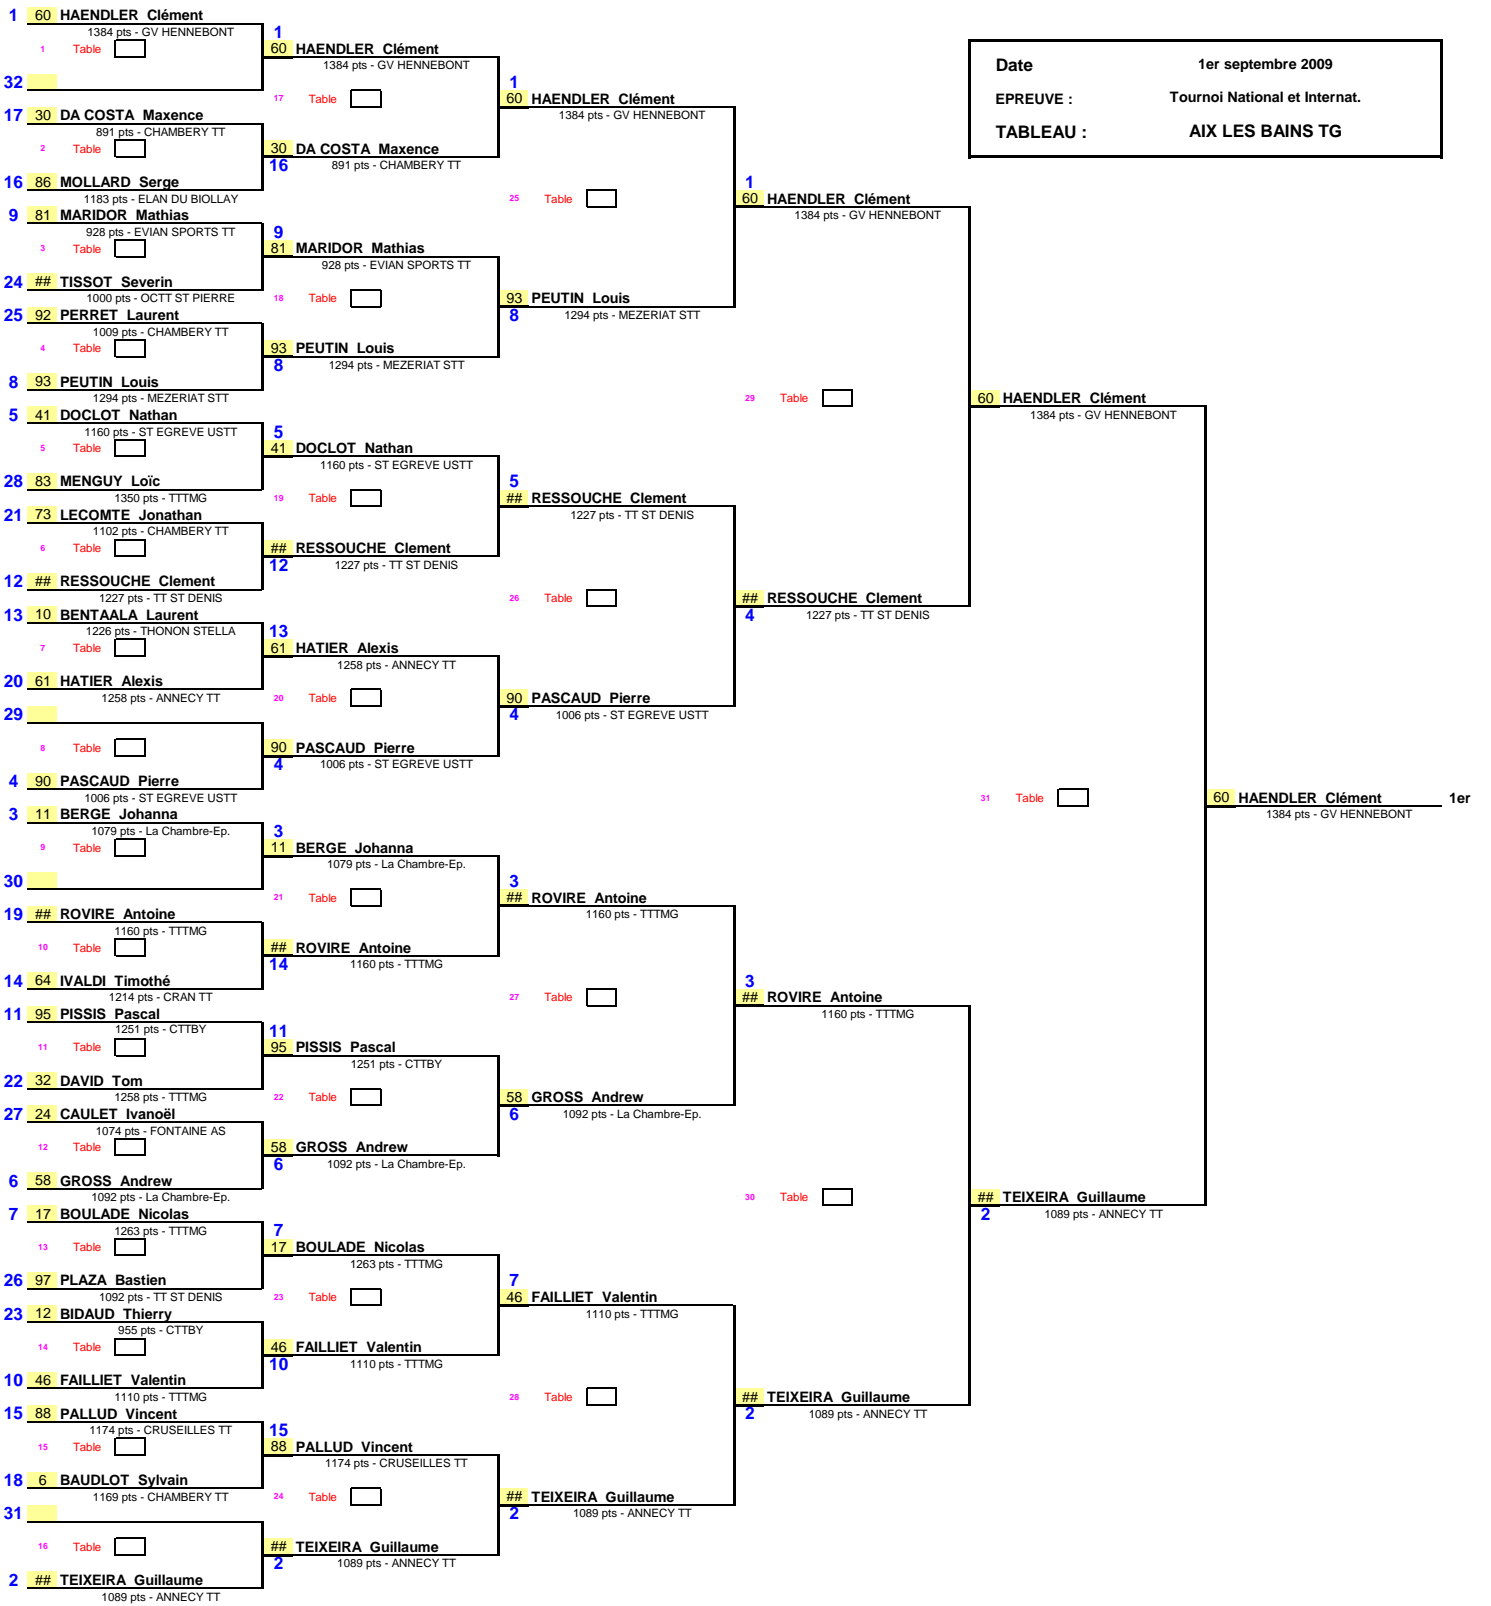 Date 1er septembre 2009
EPREUVE : Tournoi National et Internat.
TABLEAU : AIX LES BAINS TG
1 60 HAENDLER Clément
1384 pts - GV HENNEBONT
1 Table
32
17 30 DA COSTA Maxence
891 pts - CHAMBERY TT
2 Table
16 86 MOLLARD Serge
1183 pts - ELAN DU BIOLLAY
9 81 MARIDOR Mathias
928 pts - EVIAN SPORTS TT
3 Table
24 ## TISSOT Severin
1000 pts - OCTT ST PIERRE
25 92 PERRET Laurent
1009 pts - CHAMBERY TT
4 Table
8 93 PEUTIN Louis
1294 pts - MEZERIAT STT
5 41 DOCLOT Nathan
1160 pts - ST EGREVE USTT
5 Table
28 83 MENGUY Loïc
1350 pts - TTTMG
21 73 LECOMTE Jonathan
1102 pts - CHAMBERY TT
6 Table
12 ## RESSOUCHE Clement
1227 pts - TT ST DENIS
13 10 BENTAALA Laurent
1226 pts - THONON STELLA
7 Table
20 61 HATIER Alexis
1258 pts - ANNECY TT
29
8 Table
4 90 PASCAUD Pierre
1006 pts - ST EGREVE USTT
3 11 BERGE Johanna
1079 pts - La Chambre-Ep.
9 Table
30
19 ## ROVIRE Antoine
1160 pts - TTTMG
10 Table
14 64 IVALDI Timothé
1214 pts - CRAN TT
11 95 PISSIS Pascal
1251 pts - CTTBY
11 Table
22 32 DAVID Tom
1258 pts - TTTMG
27 24 CAULET Ivanoël
1074 pts - FONTAINE AS
12 Table
6 58 GROSS Andrew
1092 pts - La Chambre-Ep.
7 17 BOULADE Nicolas
1263 pts - TTTMG
13 Table
26 97 PLAZA Bastien
1092 pts - TT ST DENIS
23 12 BIDAUD Thierry
955 pts - CTTBY
14 Table
10 46 FAILLIET Valentin
1110 pts - TTTMG
15 88 PALLUD Vincent
1174 pts - CRUSEILLES TT
15 Table
18 6 BAUDLOT Sylvain
1169 pts - CHAMBERY TT
31
16 Table
2 ## TEIXEIRA Guillaume
1089 pts - ANNECY TT
1
60 HAENDLER Clément
1384 pts - GV HENNEBONT
17 Table
30 DA COSTA Maxence
16 891 pts - CHAMBERY TT
9
81 MARIDOR Mathias
928 pts - EVIAN SPORTS TT
18 Table
93 PEUTIN Louis
8 1294 pts - MEZERIAT STT
5
41 DOCLOT Nathan
1160 pts - ST EGREVE USTT
19 Table
## RESSOUCHE Clement
12 1227 pts - TT ST DENIS
13
61 HATIER Alexis
1258 pts - ANNECY TT
20 Table
90 PASCAUD Pierre
4 1006 pts - ST EGREVE USTT
3
11 BERGE Johanna
1079 pts - La Chambre-Ep.
21 Table
## ROVIRE Antoine
14 1160 pts - TTTMG
11
95 PISSIS Pascal
1251 pts - CTTBY
22 Table
58 GROSS Andrew
6 1092 pts - La Chambre-Ep.
7
17 BOULADE Nicolas
1263 pts - TTTMG
23 Table
46 FAILLIET Valentin
10 1110 pts - TTTMG
15
88 PALLUD Vincent
1174 pts - CRUSEILLES TT
24 Table
## TEIXEIRA Guillaume
2 1089 pts - ANNECY TT
1
60 HAENDLER Clément
1384 pts - GV HENNEBONT
25 Table
93 PEUTIN Louis
8 1294 pts - MEZERIAT STT
5
## RESSOUCHE Clement
1227 pts - TT ST DENIS
26 Table
90 PASCAUD Pierre
4 1006 pts - ST EGREVE USTT
3
## ROVIRE Antoine
1160 pts - TTTMG
27 Table
58 GROSS Andrew
6 1092 pts - La Chambre-Ep.
7
46 FAILLIET Valentin
1110 pts - TTTMG
28 Table
## TEIXEIRA Guillaume
2 1089 pts - ANNECY TT
1
60 HAENDLER Clément
1384 pts - GV HENNEBONT
29 Table
## RESSOUCHE Clement
4 1227 pts - TT ST DENIS
3
## ROVIRE Antoine
1160 pts - TTTMG
30 Table
## TEIXEIRA Guillaume
2 1089 pts - ANNECY TT
60 HAENDLER Clément
1384 pts - GV HENNEBONT
31 Table
## TEIXEIRA Guillaume
2 1089 pts - ANNECY TT
60 HAENDLER Clément 1er
1384 pts - GV HENNEBONT